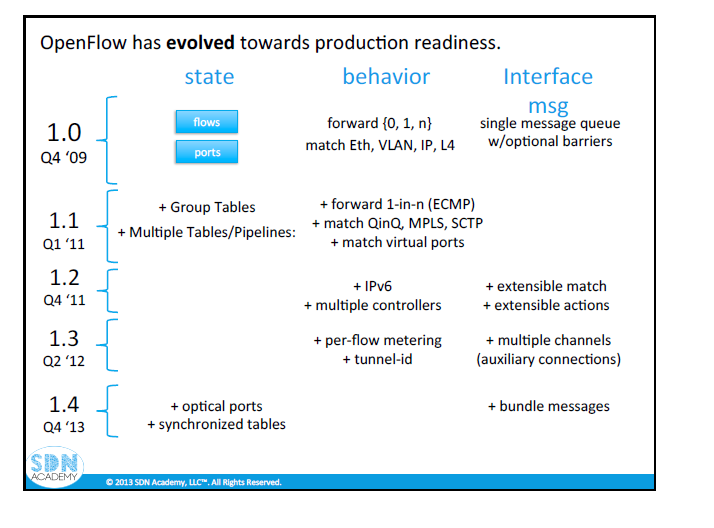 OpenFlow has evolved towards production readiness.
state
behavior
Interface
msg
1.0
Q4 ‘09
flows
ports
forward {0, 1, n}
match Eth, VLAN, IP, L4
single message queue
w/optional barriers
1.1
Q1 ‘11
+ Group Tables
+ Multiple Tables/Pipelines:
+ forward 1-in-n (ECMP)
+ match QinQ, MPLS, SCTP
+ match virtual ports
1.2
Q4 ‘11
+ IPv6
+ multiple controllers
+ extensible match
+ extensible actions
1.3
Q2 ‘12
+ per-flow metering
+ tunnel-id
+ multiple channels
(auxiliary connections)
1.4
Q4 ‘13
+ optical ports
+ synchronized tables
+ bundle messages
SDN
ACADEMY
© 2013 SDN Academy, LLC™. All Rights Reserved.